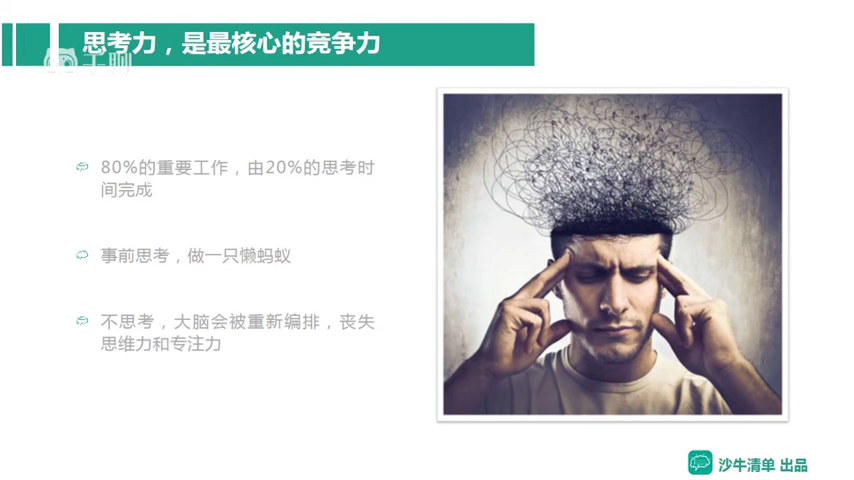 思考力，是最核心的竞争力
千聊
80%的重要工作，由20%的思考时
间完成
事前思考，做一只懒蚂蚁
不思考，大脑会被重新编排，丧失
思维力和专注力
沙牛清单 出品